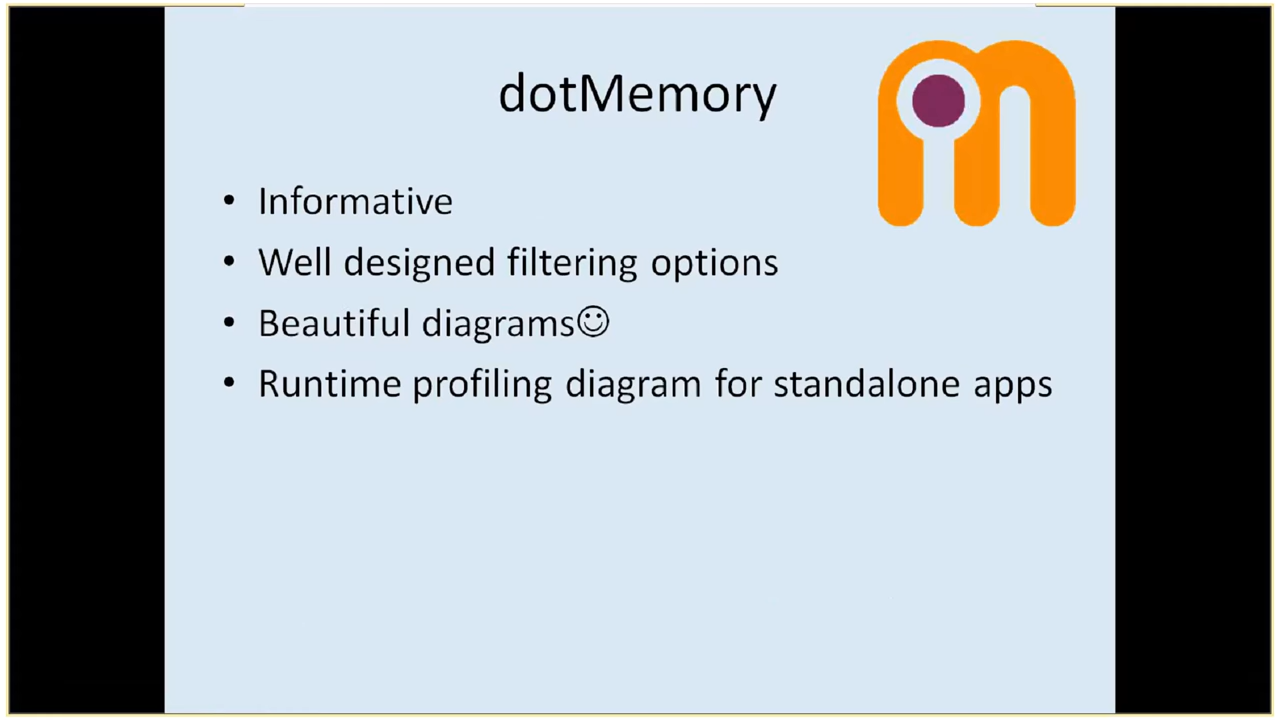 dotMemory
• Informative
• Well designed filtering options
• Beautiful diagrams☺
• Runtime profiling diagram for standalone apps